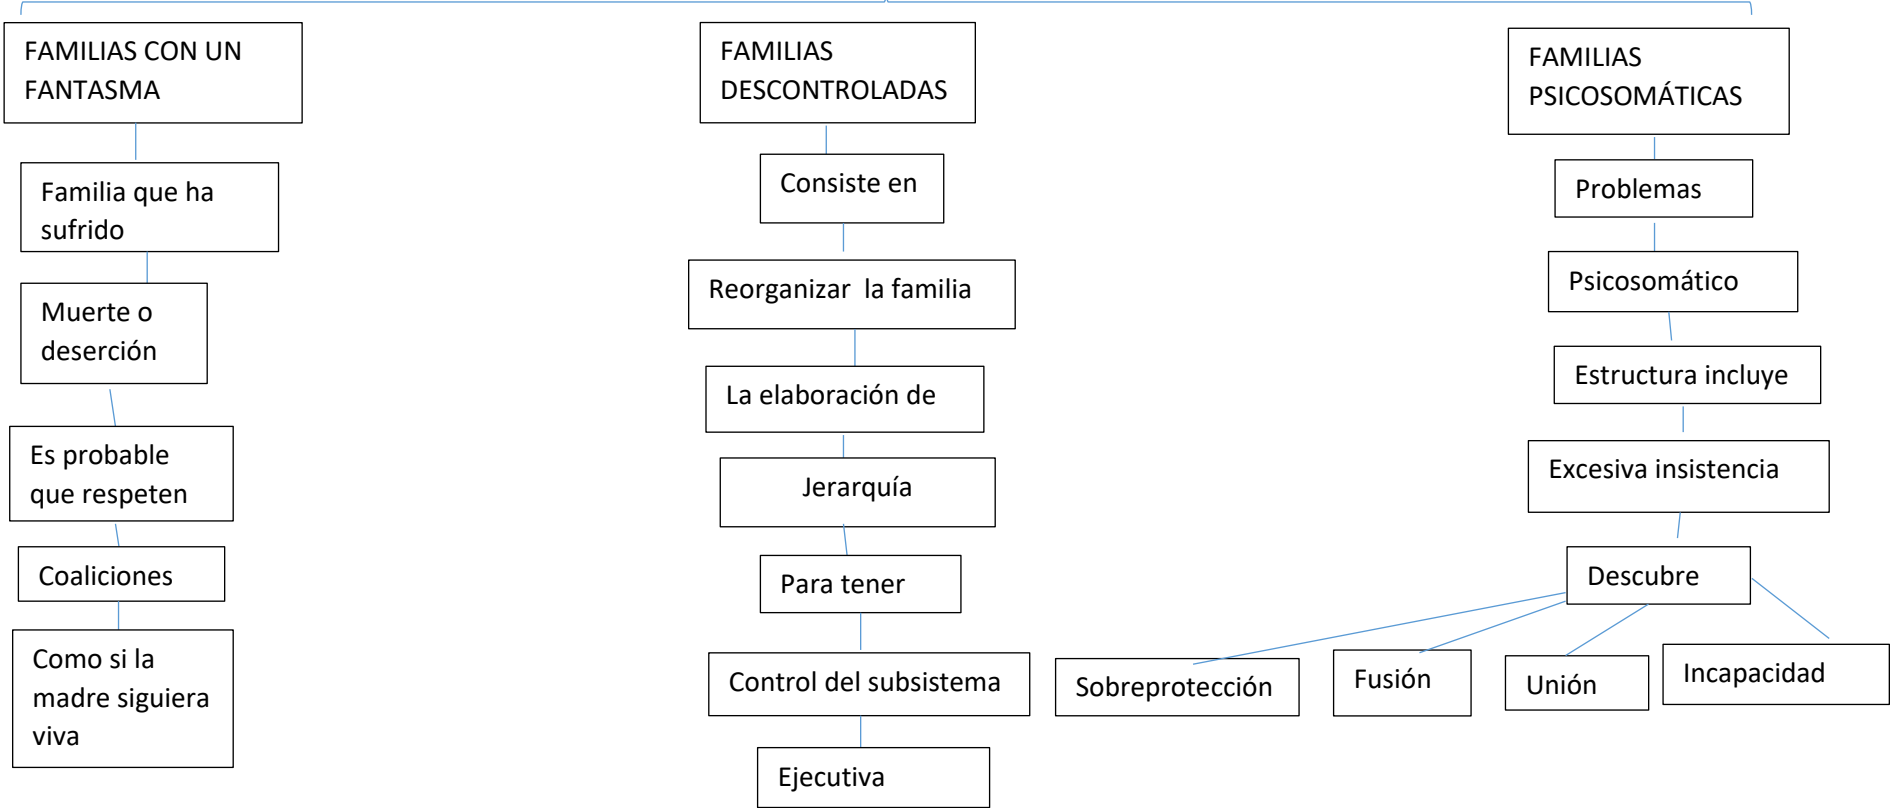 FAMILIAS CON UN
FANTASMA
Familia que ha
sufrido
Muerte o
deserción
Es probable
que respeten
Coaliciones
Como si la
madre siguiera
viva
FAMILIAS
DESCONTROLADAS
Consiste en
Reorganizar  la familia
La elaboración de
Jerarquía
Para tener
Control del subsistema
Ejecutiva
FAMILIAS
PSICOSOMÁTICAS
Problemas
Psicosomático
Estructura incluye
Excesiva insistencia
Descubre
Sobreprotección
Fusión
Unión
Incapacidad